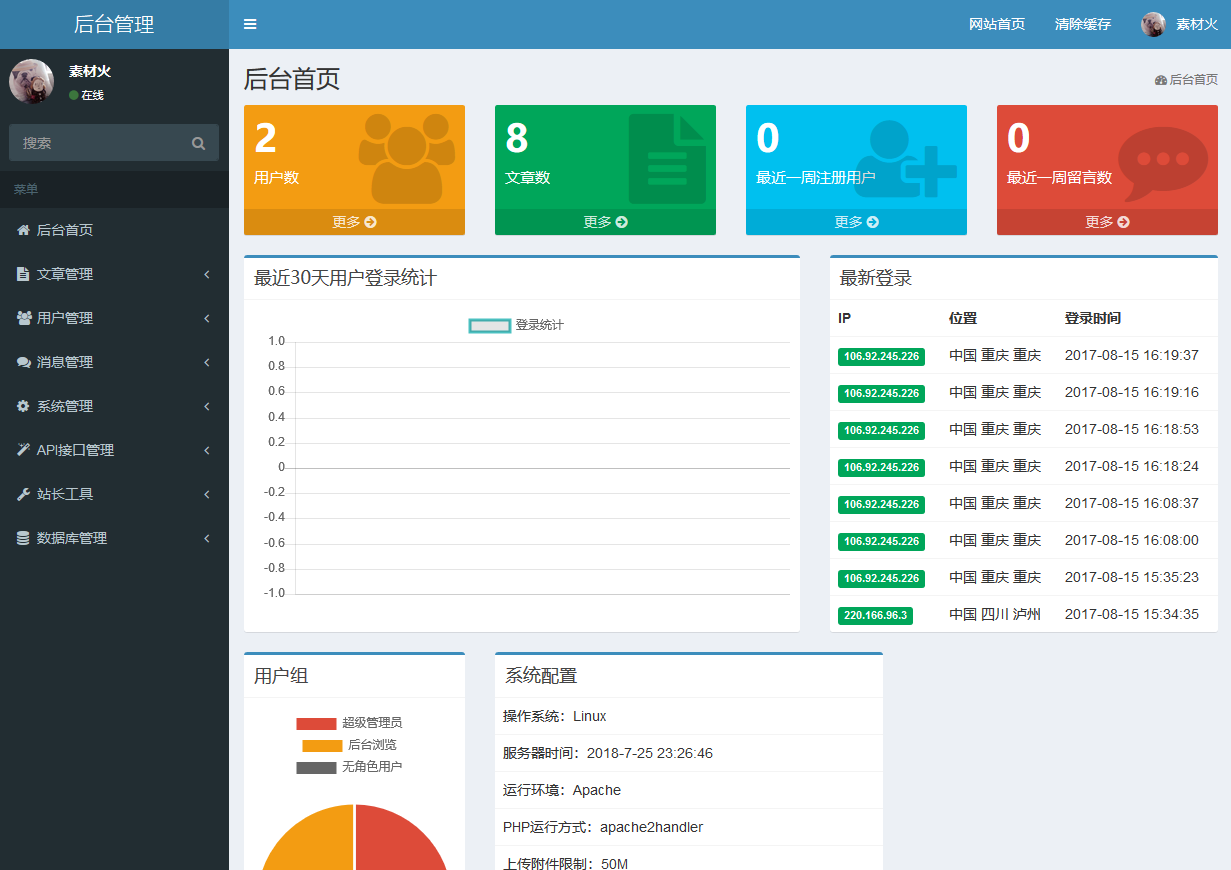 后台管理
网站首页 清除缓存 素材火
素材火
在线
搜索
菜单
后台首页
文章管理
用户管理
消息管理
系统管理
API接口管理
站长工具
数据库管理
后台首页
后台首页
2
用户数
更多
8
文章数
更多
0
最近一周注册用户
更多
0
最近一周留言数
更多
最近30天用户登录统计
登录统计
1.0
0.8
0.6
0.4
0.2
0
-0.2
-0.4
-0.6
-0.8
-1.0
最新登录
IP 位置 登录时间
106.92.245.226 中国 重庆 重庆 2017-08-15 16:19:37
106.92.245.226 中国 重庆 重庆 2017-08-15 16:19:16
106.92.245.226 中国 重庆 重庆 2017-08-15 16:18:53
106.92.245.226 中国 重庆 重庆 2017-08-15 16:18:24
106.92.245.226 中国 重庆 重庆 2017-08-15 16:08:37
106.92.245.226 中国 重庆 重庆 2017-08-15 16:08:00
106.92.245.226 中国 重庆 重庆 2017-08-15 15:35:23
220.166.96.3 中国 四川 泸州 2017-08-15 15:34:35
用户组
超级管理员
后台浏览
无角色用户
系统配置
操作系统：Linux
服务器时间：2018-7-25 23:26:46
运行环境：Apache
PHP运行方式：apache2handler
上传附件限制：50M